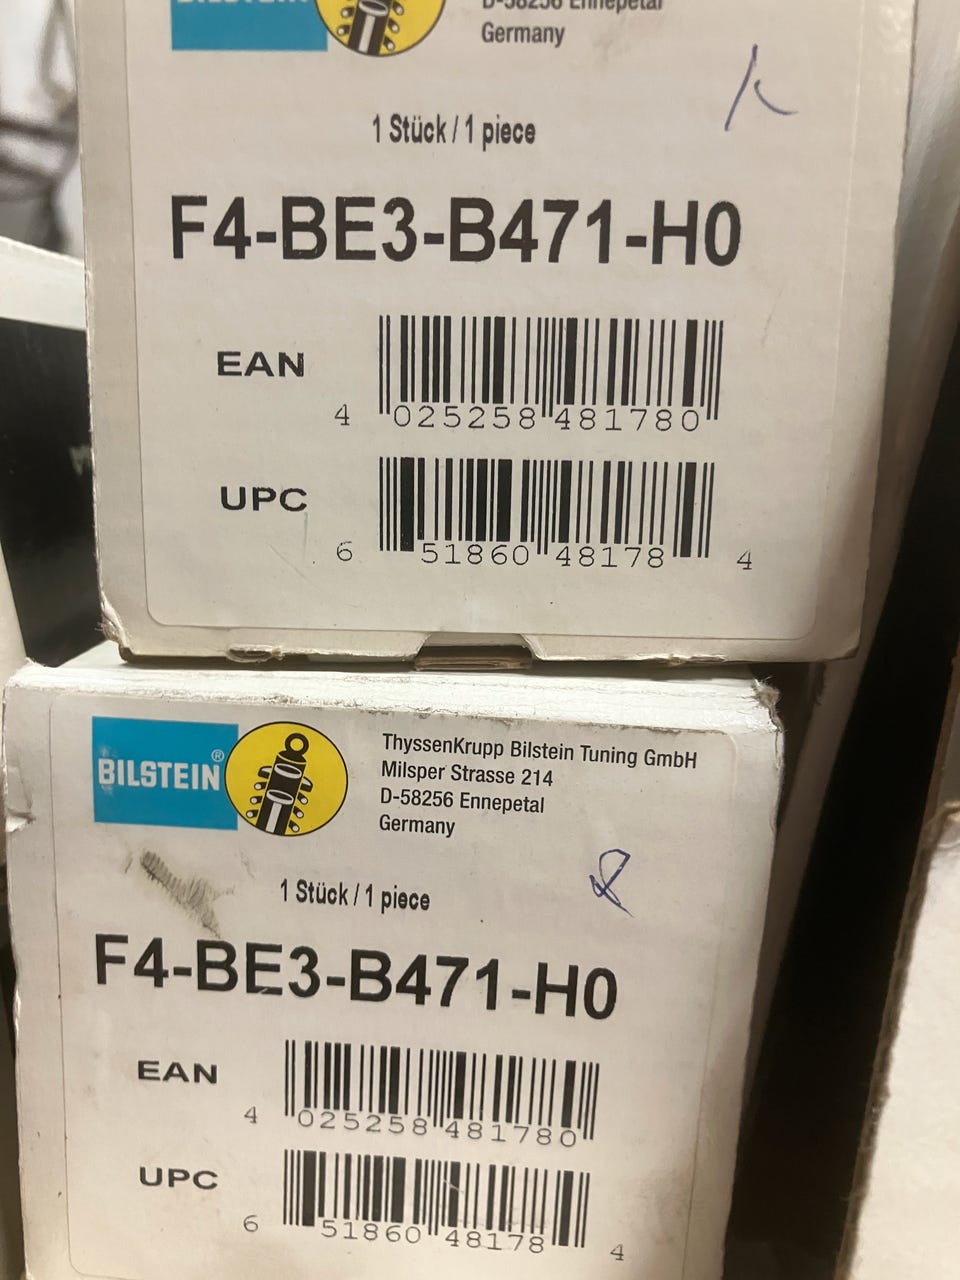 BILSTEIN
D-58256 Ennepetal
Germany
1 Stück / 1 piece
F4-BE3-B471-H0
EAN
4 025258 481780
UPC
6 51860 48178 4
BILSTEIN®
ThyssenKrupp Bilstein Tuning GmbH
Milsper Strasse 214
D-58256 Ennepetal
Germany
1 Stück / 1 piece
F4-BE3-B471-H0
EAN
4 025258 481780
UPC
6 51860 48178 4